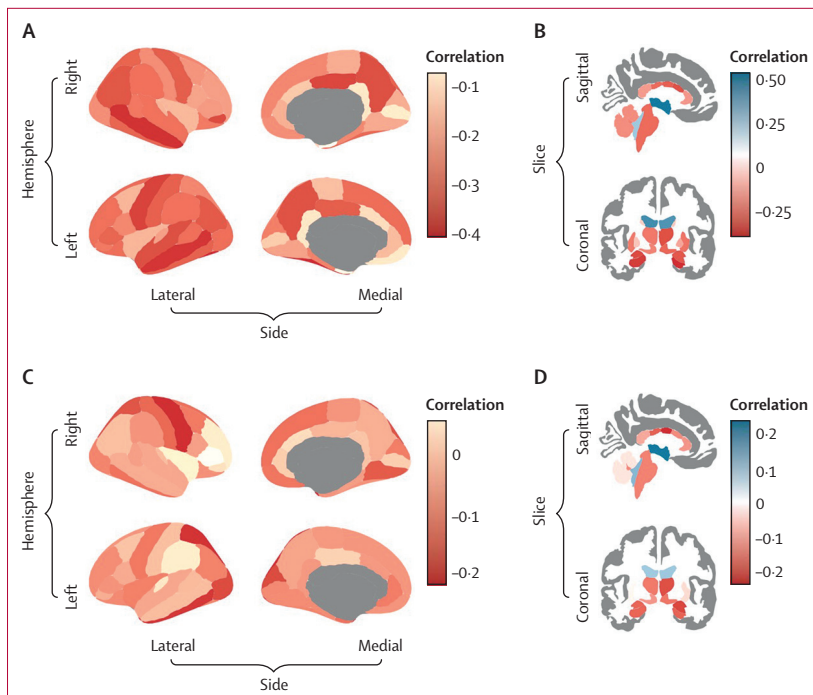 A
Correlation
Right
Left
Hemisphere
–0·1
–0·2
–0·3
–0·4
Lateral
Medial
Side
B
Correlation
Sagittal
Coronal
Slice
0·50
0·25
0
–0·25
C
Correlation
Right
Left
Hemisphere
0
–0·1
–0·2
Lateral
Medial
Side
D
Correlation
Sagittal
Coronal
Slice
0·2
0·1
0
–0·1
–0·2